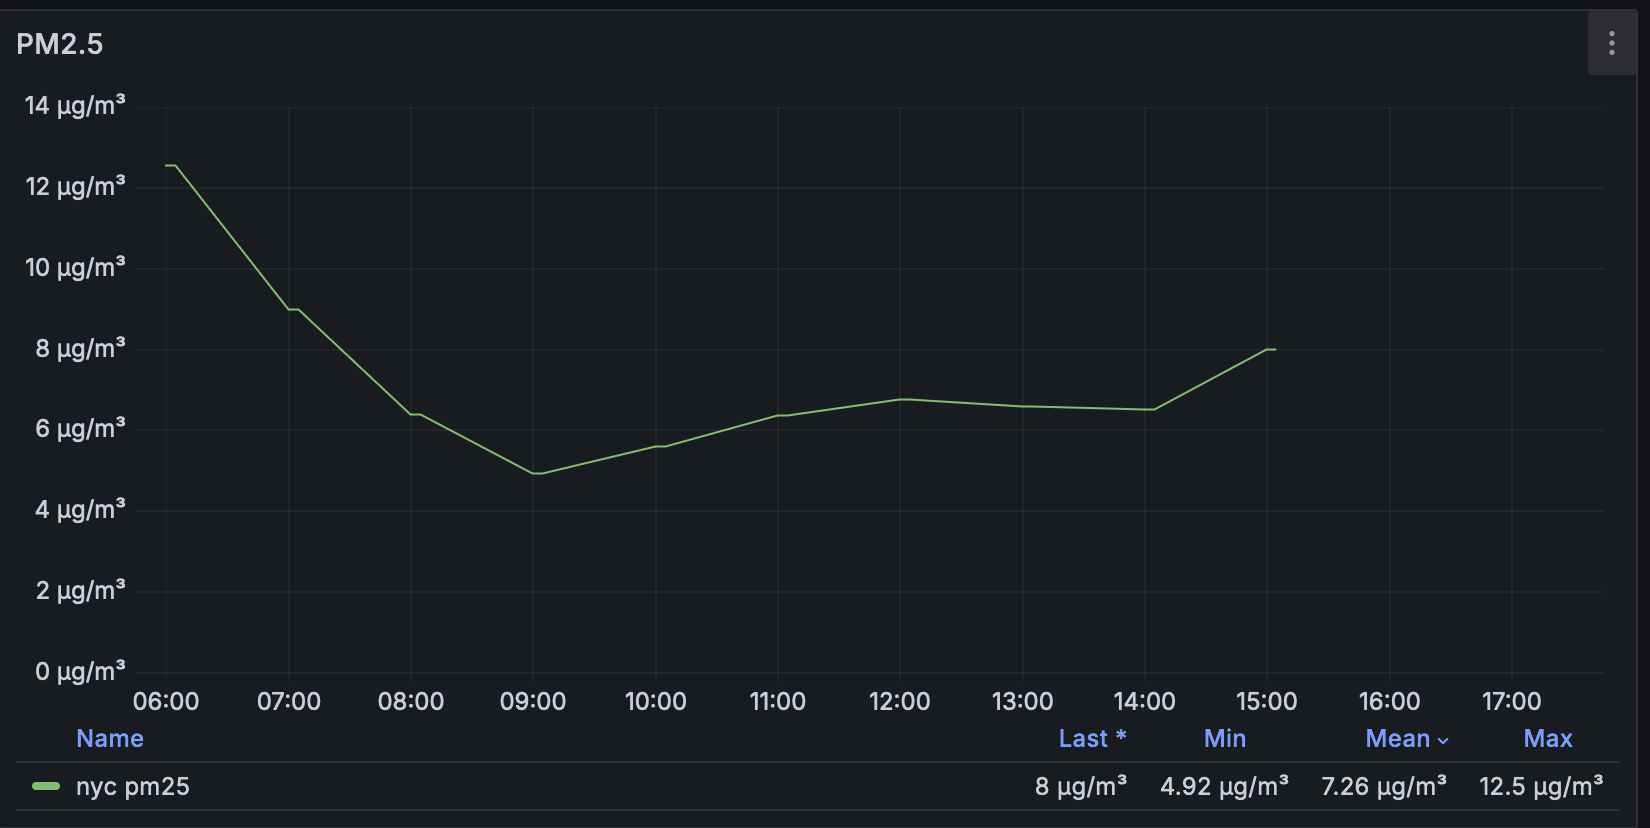 PM2.5
14 μg/m³
12 μg/m³
10 μg/m³
8 μg/m³
6 μg/m³
4 μg/m³
2 μg/m³
0 μg/m³
06:00 07:00 08:00 09:00 10:00 11:00 12:00 13:00 14:00 15:00 16:00 17:00
Name Last * Min Mean Max
nyc pm25 8 μg/m³ 4.92 μg/m³ 7.26 μg/m³ 12.5 μg/m³